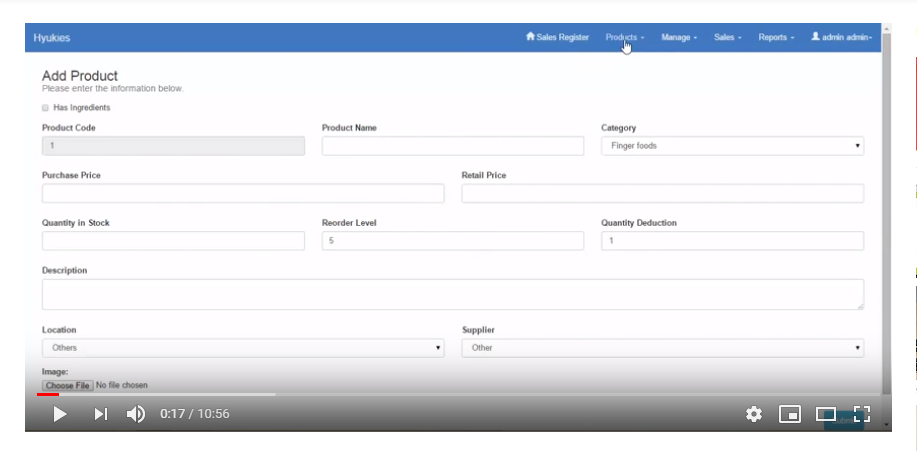 Hyukies Sales Register Products Manage Sales Reports admin admin
Add Product
Please enter the information below.
Has Ingredients
Product Code Product Name Category
1 Finger foods
Purchase Price Retail Price
Quantity in Stock Reorder Level Quantity Deduction
5 1
Description
Location Supplier
Others Other
Image:
Choose File No file chosen
0:17 / 10:56